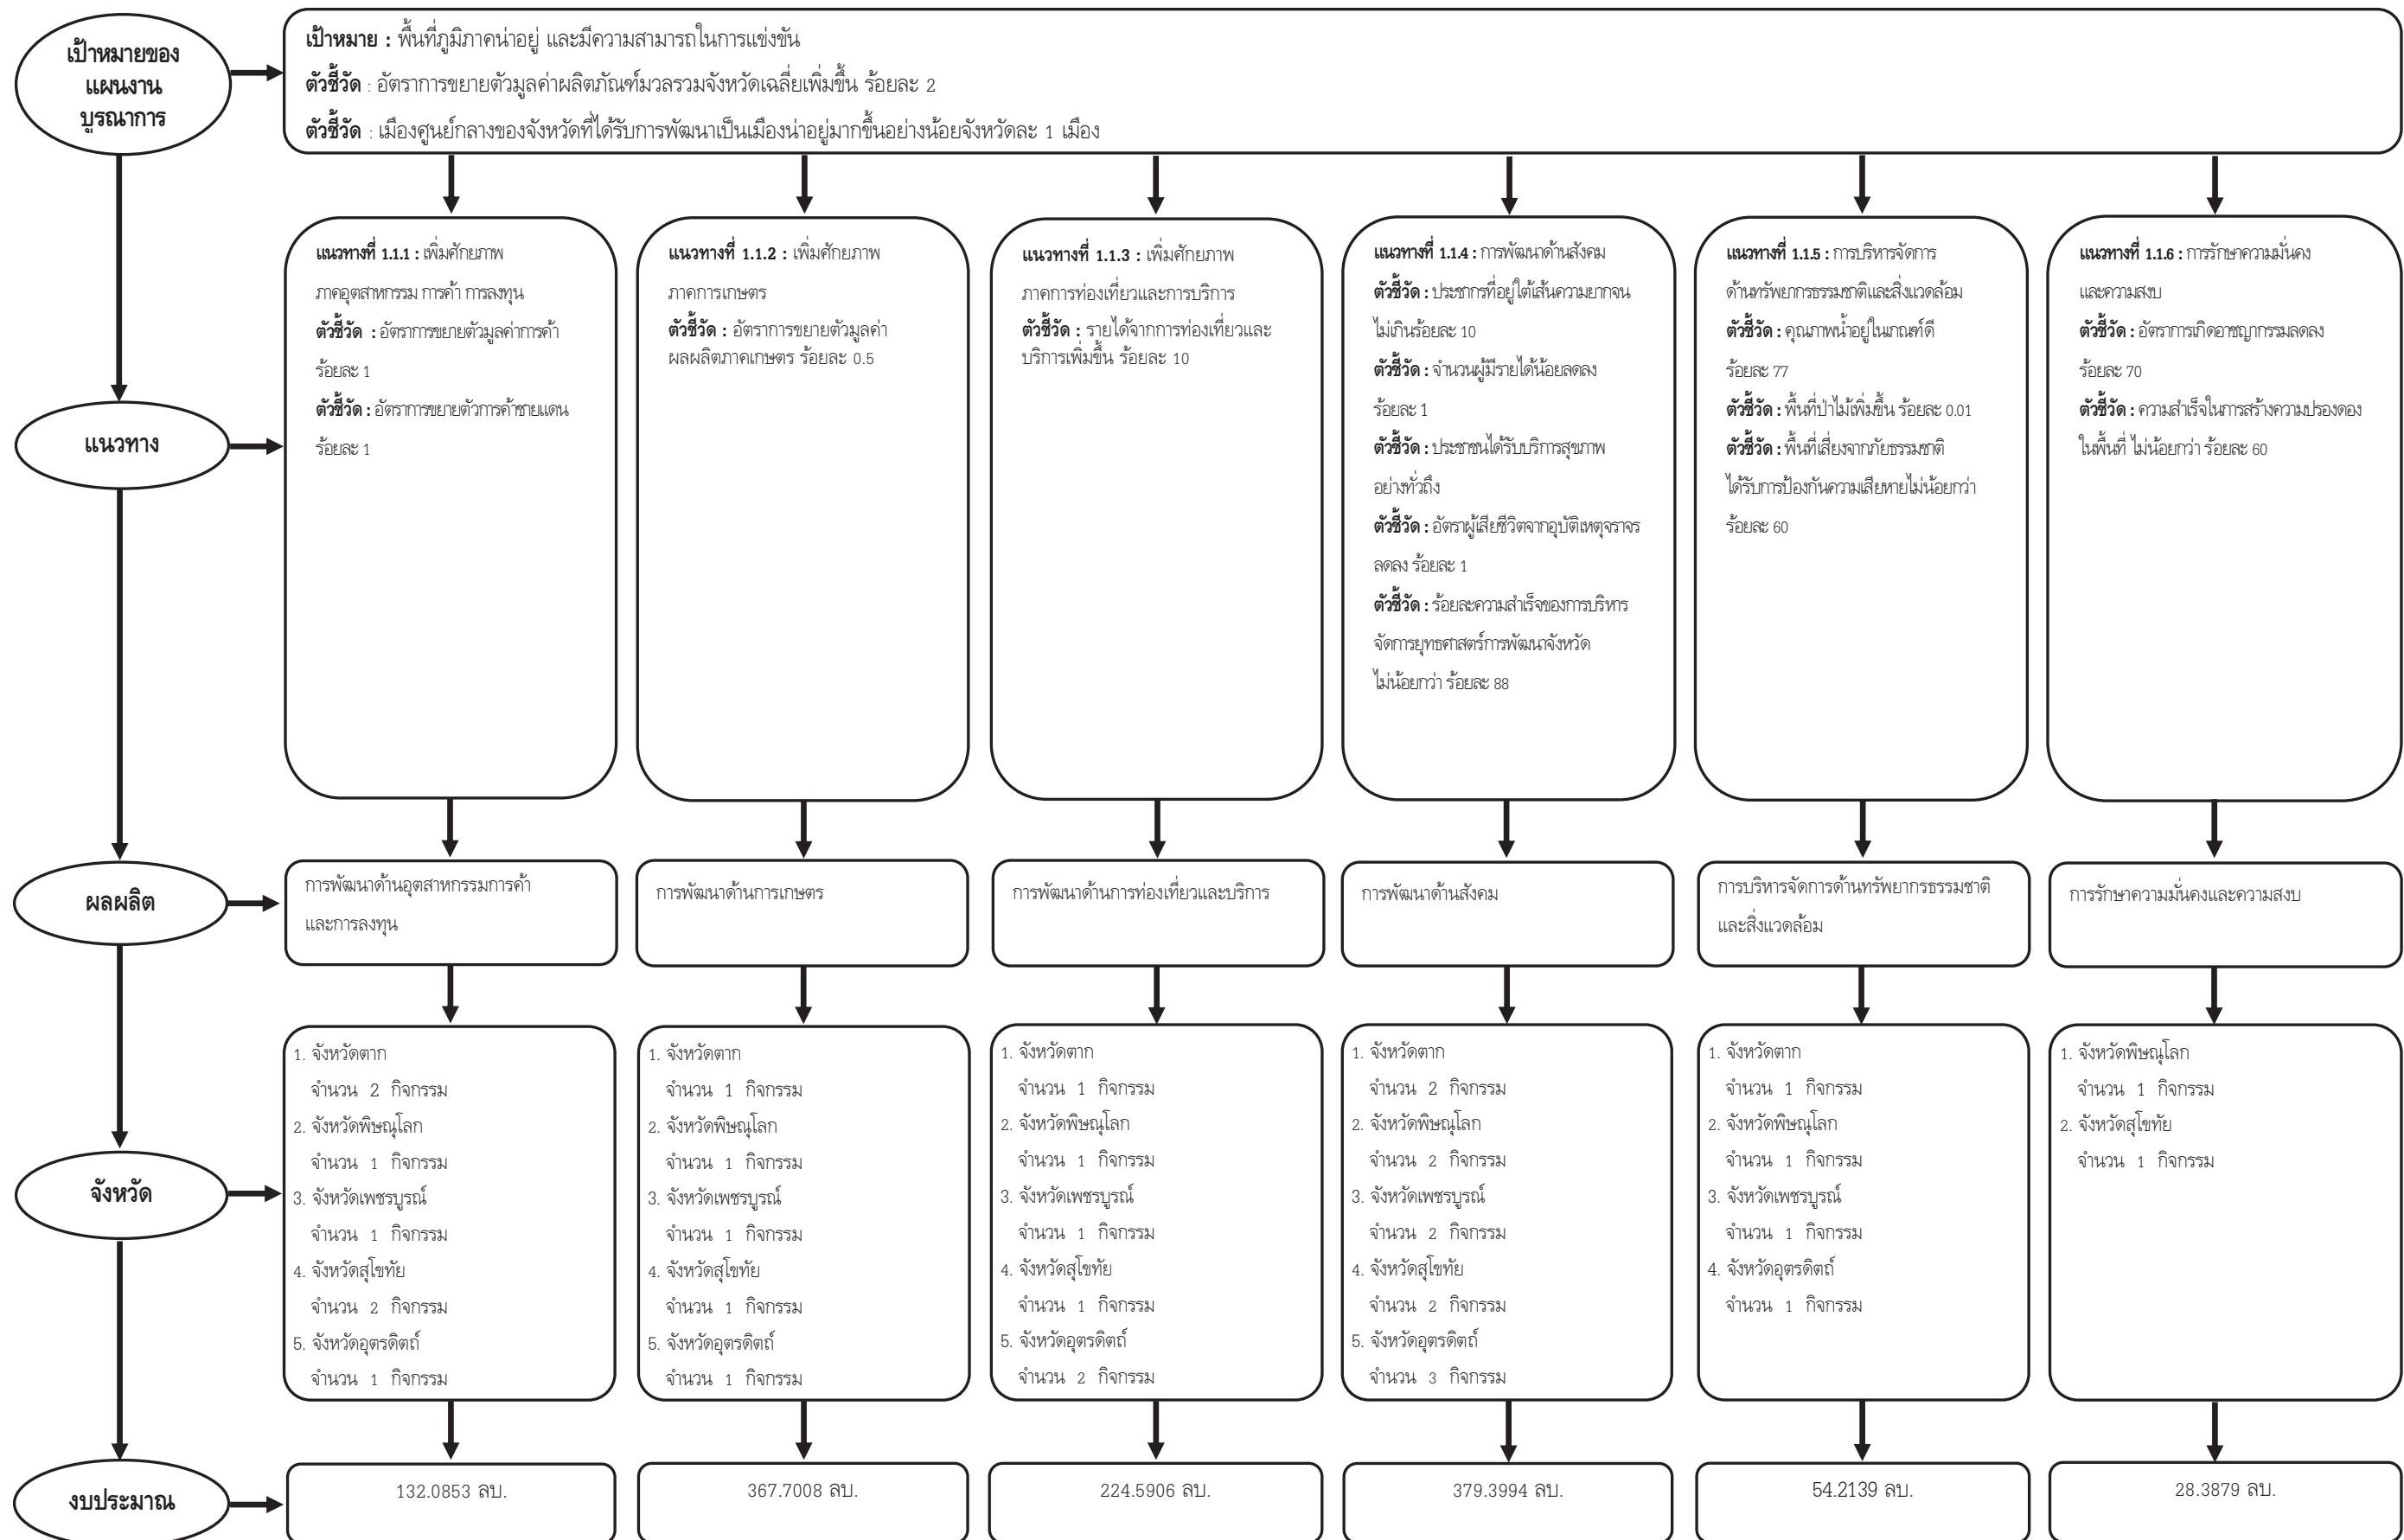 เป้าหมายของ
แผนงาน
บูรณาการ
เป้าหมาย : พื้นที่ภูมิภาคน่าอยู่ และมีความสามารถในการแข่งขัน
ตัวชี้วัด : อัตราการขยายตัวมูลค่าผลิตภัณฑ์มวลรวมจังหวัดเฉลี่ยเพิ่มขึ้น ร้อยละ 2
ตัวชี้วัด : เมืองศูนย์กลางของจังหวัดที่ได้รับการพัฒนาเป็นเมืองน่าอยู่มากขึ้นอย่างน้อยจังหวัดละ 1 เมือง
แนวทาง
แนวทางที่ 1.1.1 : เพิ่มศักยภาพ
ภาคอุตสาหกรรม การค้า การลงทุน
ตัวชี้วัด : อัตราการขยายตัวมูลค่าการค้า
ร้อยละ 1
ตัวชี้วัด : อัตราการขยายตัวการค้าชายแดน
ร้อยละ 1
แนวทางที่ 1.1.2 : เพิ่มศักยภาพ
ภาคการเกษตร
ตัวชี้วัด : อัตราการขยายตัวมูลค่า
ผลผลิตภาคเกษตร ร้อยละ 0.5
แนวทางที่ 1.1.3 : เพิ่มศักยภาพ
ภาคการท่องเที่ยวและการบริการ
ตัวชี้วัด : รายได้จากการท่องเที่ยวและ
บริการเพิ่มขึ้น ร้อยละ 10
แนวทางที่ 1.1.4 : การพัฒนาด้านสังคม
ตัวชี้วัด : ประชากรที่อยู่ใต้เส้นความยากจน
ไม่เกินร้อยละ 10
ตัวชี้วัด : จำนวนผู้มีรายได้น้อยลดลง
ร้อยละ 1
ตัวชี้วัด : ประชาชนได้รับบริการสุขภาพ
อย่างทั่วถึง
ตัวชี้วัด : อัตราผู้เสียชีวิตจากอุบัติเหตุจราจร
ลดลง ร้อยละ 1
ตัวชี้วัด : ร้อยละความสำเร็จของการบริหาร
จัดการยุทธศาสตร์การพัฒนาจังหวัด
ไม่น้อยกว่า ร้อยละ 88
แนวทางที่ 1.1.5 : การบริหารจัดการ
ด้านทรัพยากรธรรมชาติและสิ่งแวดล้อม
ตัวชี้วัด : คุณภาพน้ำอยู่ในเกณฑ์ดี
ร้อยละ 77
ตัวชี้วัด : พื้นที่ป่าไม้เพิ่มขึ้น ร้อยละ 0.01
ตัวชี้วัด : พื้นที่เสี่ยงจากภัยธรรมชาติ
ได้รับการป้องกันความเสียหายไม่น้อยกว่า
ร้อยละ 60
แนวทางที่ 1.1.6 : การรักษาความมั่นคง
และความสงบ
ตัวชี้วัด : อัตราการเกิดอาชญากรรมลดลง
ร้อยละ 70
ตัวชี้วัด : ความสำเร็จในการสร้างความปรองดอง
ในพื้นที่ ไม่น้อยกว่า ร้อยละ 60
ผลผลิต
การพัฒนาด้านอุตสาหกรรมการค้า
และการลงทุน
การพัฒนาด้านการเกษตร
การพัฒนาด้านการท่องเที่ยวและบริการ
การพัฒนาด้านสังคม
การบริหารจัดการด้านทรัพยากรธรรมชาติ
และสิ่งแวดล้อม
การรักษาความมั่นคงและความสงบ
จังหวัด
1. จังหวัดตาก
จำนวน 2 กิจกรรม
2. จังหวัดพิษณุโลก
จำนวน 1 กิจกรรม
3. จังหวัดเพชรบูรณ์
จำนวน 1 กิจกรรม
4. จังหวัดสุโขทัย
จำนวน 2 กิจกรรม
5. จังหวัดอุตรดิตถ์
จำนวน 1 กิจกรรม
1. จังหวัดตาก
จำนวน 1 กิจกรรม
2. จังหวัดพิษณุโลก
จำนวน 1 กิจกรรม
3. จังหวัดเพชรบูรณ์
จำนวน 1 กิจกรรม
4. จังหวัดสุโขทัย
จำนวน 1 กิจกรรม
5. จังหวัดอุตรดิตถ์
จำนวน 1 กิจกรรม
1. จังหวัดตาก
จำนวน 1 กิจกรรม
2. จังหวัดพิษณุโลก
จำนวน 1 กิจกรรม
3. จังหวัดเพชรบูรณ์
จำนวน 1 กิจกรรม
4. จังหวัดสุโขทัย
จำนวน 1 กิจกรรม
5. จังหวัดอุตรดิตถ์
จำนวน 2 กิจกรรม
1. จังหวัดตาก
จำนวน 2 กิจกรรม
2. จังหวัดพิษณุโลก
จำนวน 2 กิจกรรม
3. จังหวัดเพชรบูรณ์
จำนวน 2 กิจกรรม
4. จังหวัดสุโขทัย
จำนวน 2 กิจกรรม
5. จังหวัดอุตรดิตถ์
จำนวน 3 กิจกรรม
1. จังหวัดตาก
จำนวน 1 กิจกรรม
2. จังหวัดพิษณุโลก
จำนวน 1 กิจกรรม
3. จังหวัดเพชรบูรณ์
จำนวน 1 กิจกรรม
4. จังหวัดอุตรดิตถ์
จำนวน 1 กิจกรรม
1. จังหวัดพิษณุโลก
จำนวน 1 กิจกรรม
2. จังหวัดสุโขทัย
จำนวน 1 กิจกรรม
งบประมาณ
132.0853 ลบ.
367.7008 ลบ.
224.5906 ลบ.
379.3994 ลบ.
54.2139 ลบ.
28.3879 ลบ.